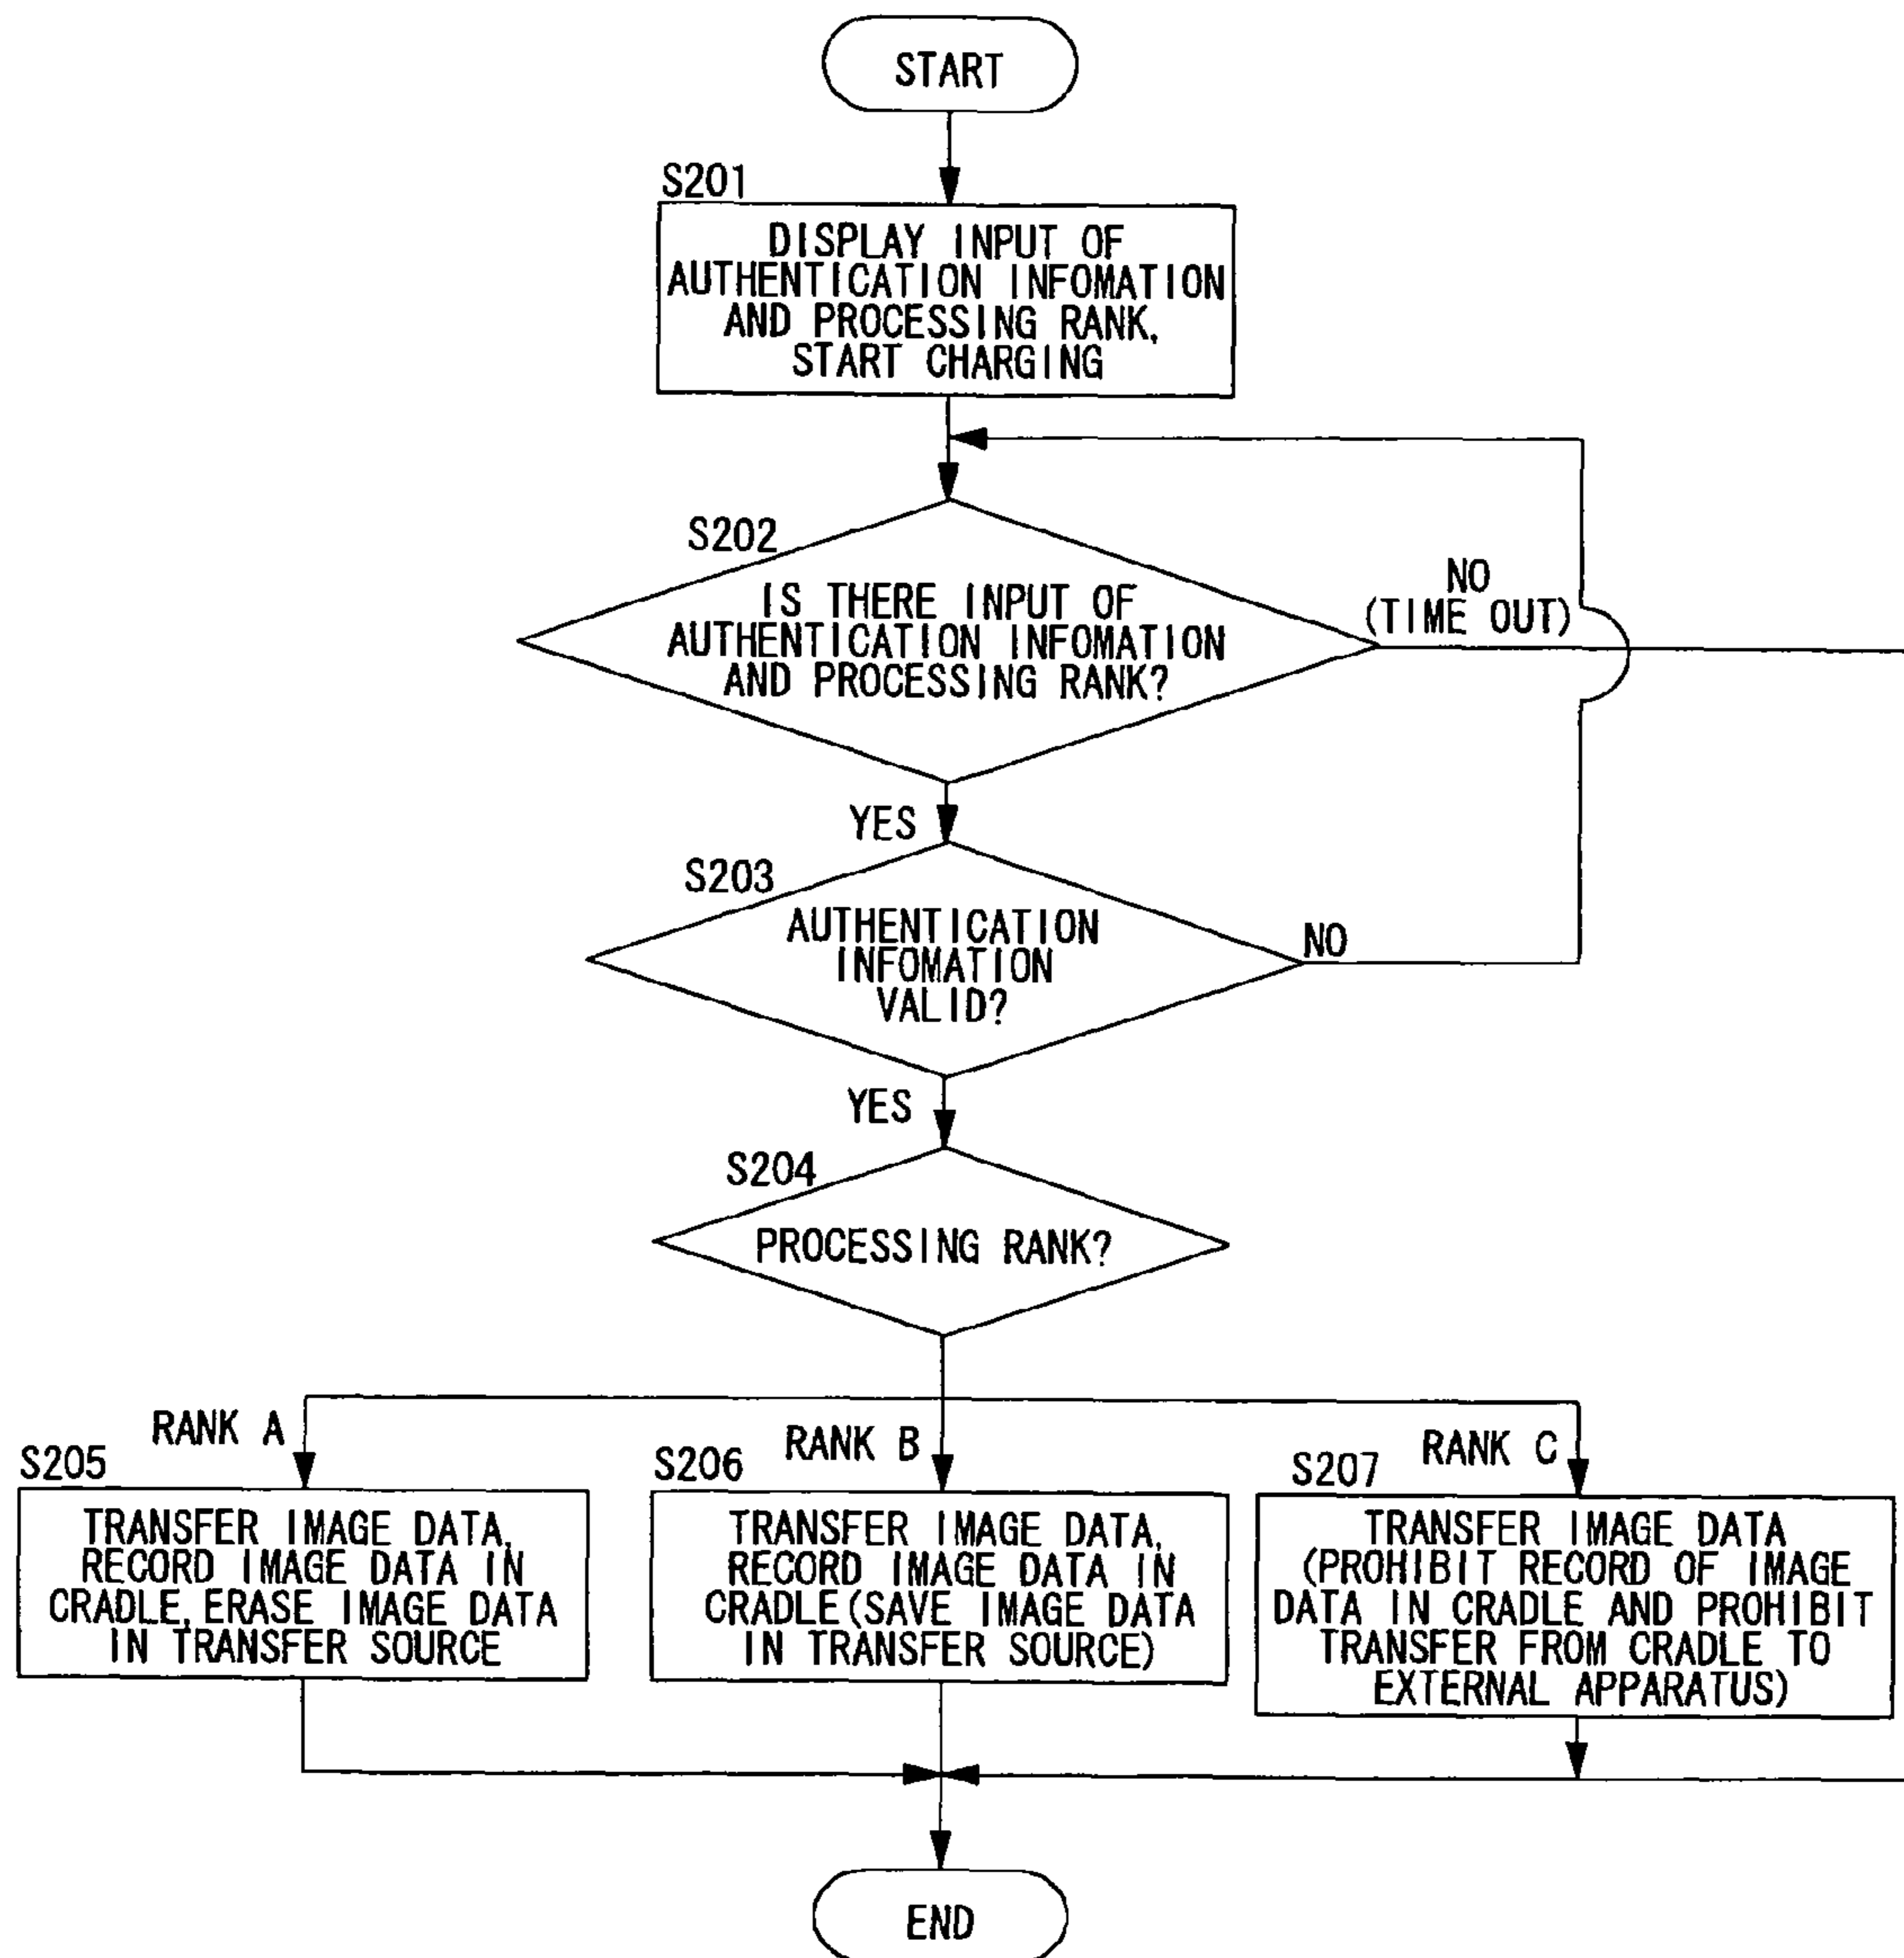 START
S201
DISPLAY INPUT OF
AUTHENTICATION INFOMATION
AND PROCESSING RANK,
START CHARGING
S202
IS THERE INPUT OF
AUTHENTICATION INFOMATION
AND PROCESSING RANK?
NO
(TIME OUT)
YES
S203
AUTHENTICATION
INFOMATION
VALID?
NO
YES
S204
PROCESSING RANK?
RANK A
S205
TRANSFER IMAGE DATA,
RECORD IMAGE DATA IN
CRADLE, ERASE IMAGE DATA
IN TRANSFER SOURCE
RANK B
S206
TRANSFER IMAGE DATA,
RECORD IMAGE DATA IN
CRADLE(SAVE IMAGE DATA
IN TRANSFER SOURCE)
RANK C
S207
TRANSFER IMAGE DATA
(PROHIBIT RECORD OF IMAGE
DATA IN CRADLE AND PROHIBIT
TRANSFER FROM CRADLE TO
EXTERNAL APPARATUS)
END